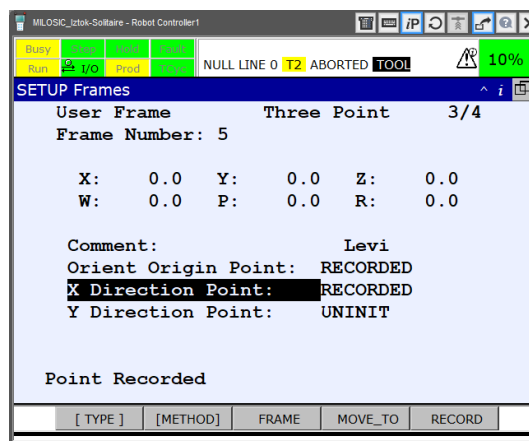 MILOSIC_Iztok-Solitaire - Robot Controller1
iP
Busy Step Hold Fault
Run I/O Prod TCyc
NULL LINE 0 T2 ABORTED TOOL
10%
SETUP Frames
^ i
User Frame Three Point 3/4
Frame Number: 5
X: 0.0 Y: 0.0 Z: 0.0
W: 0.0 P: 0.0 R: 0.0
Comment: Levi
Orient Origin Point: RECORDED
X Direction Point: RECORDED
Y Direction Point: UNINIT
Point Recorded
[ TYPE ] [METHOD] FRAME MOVE_TO RECORD